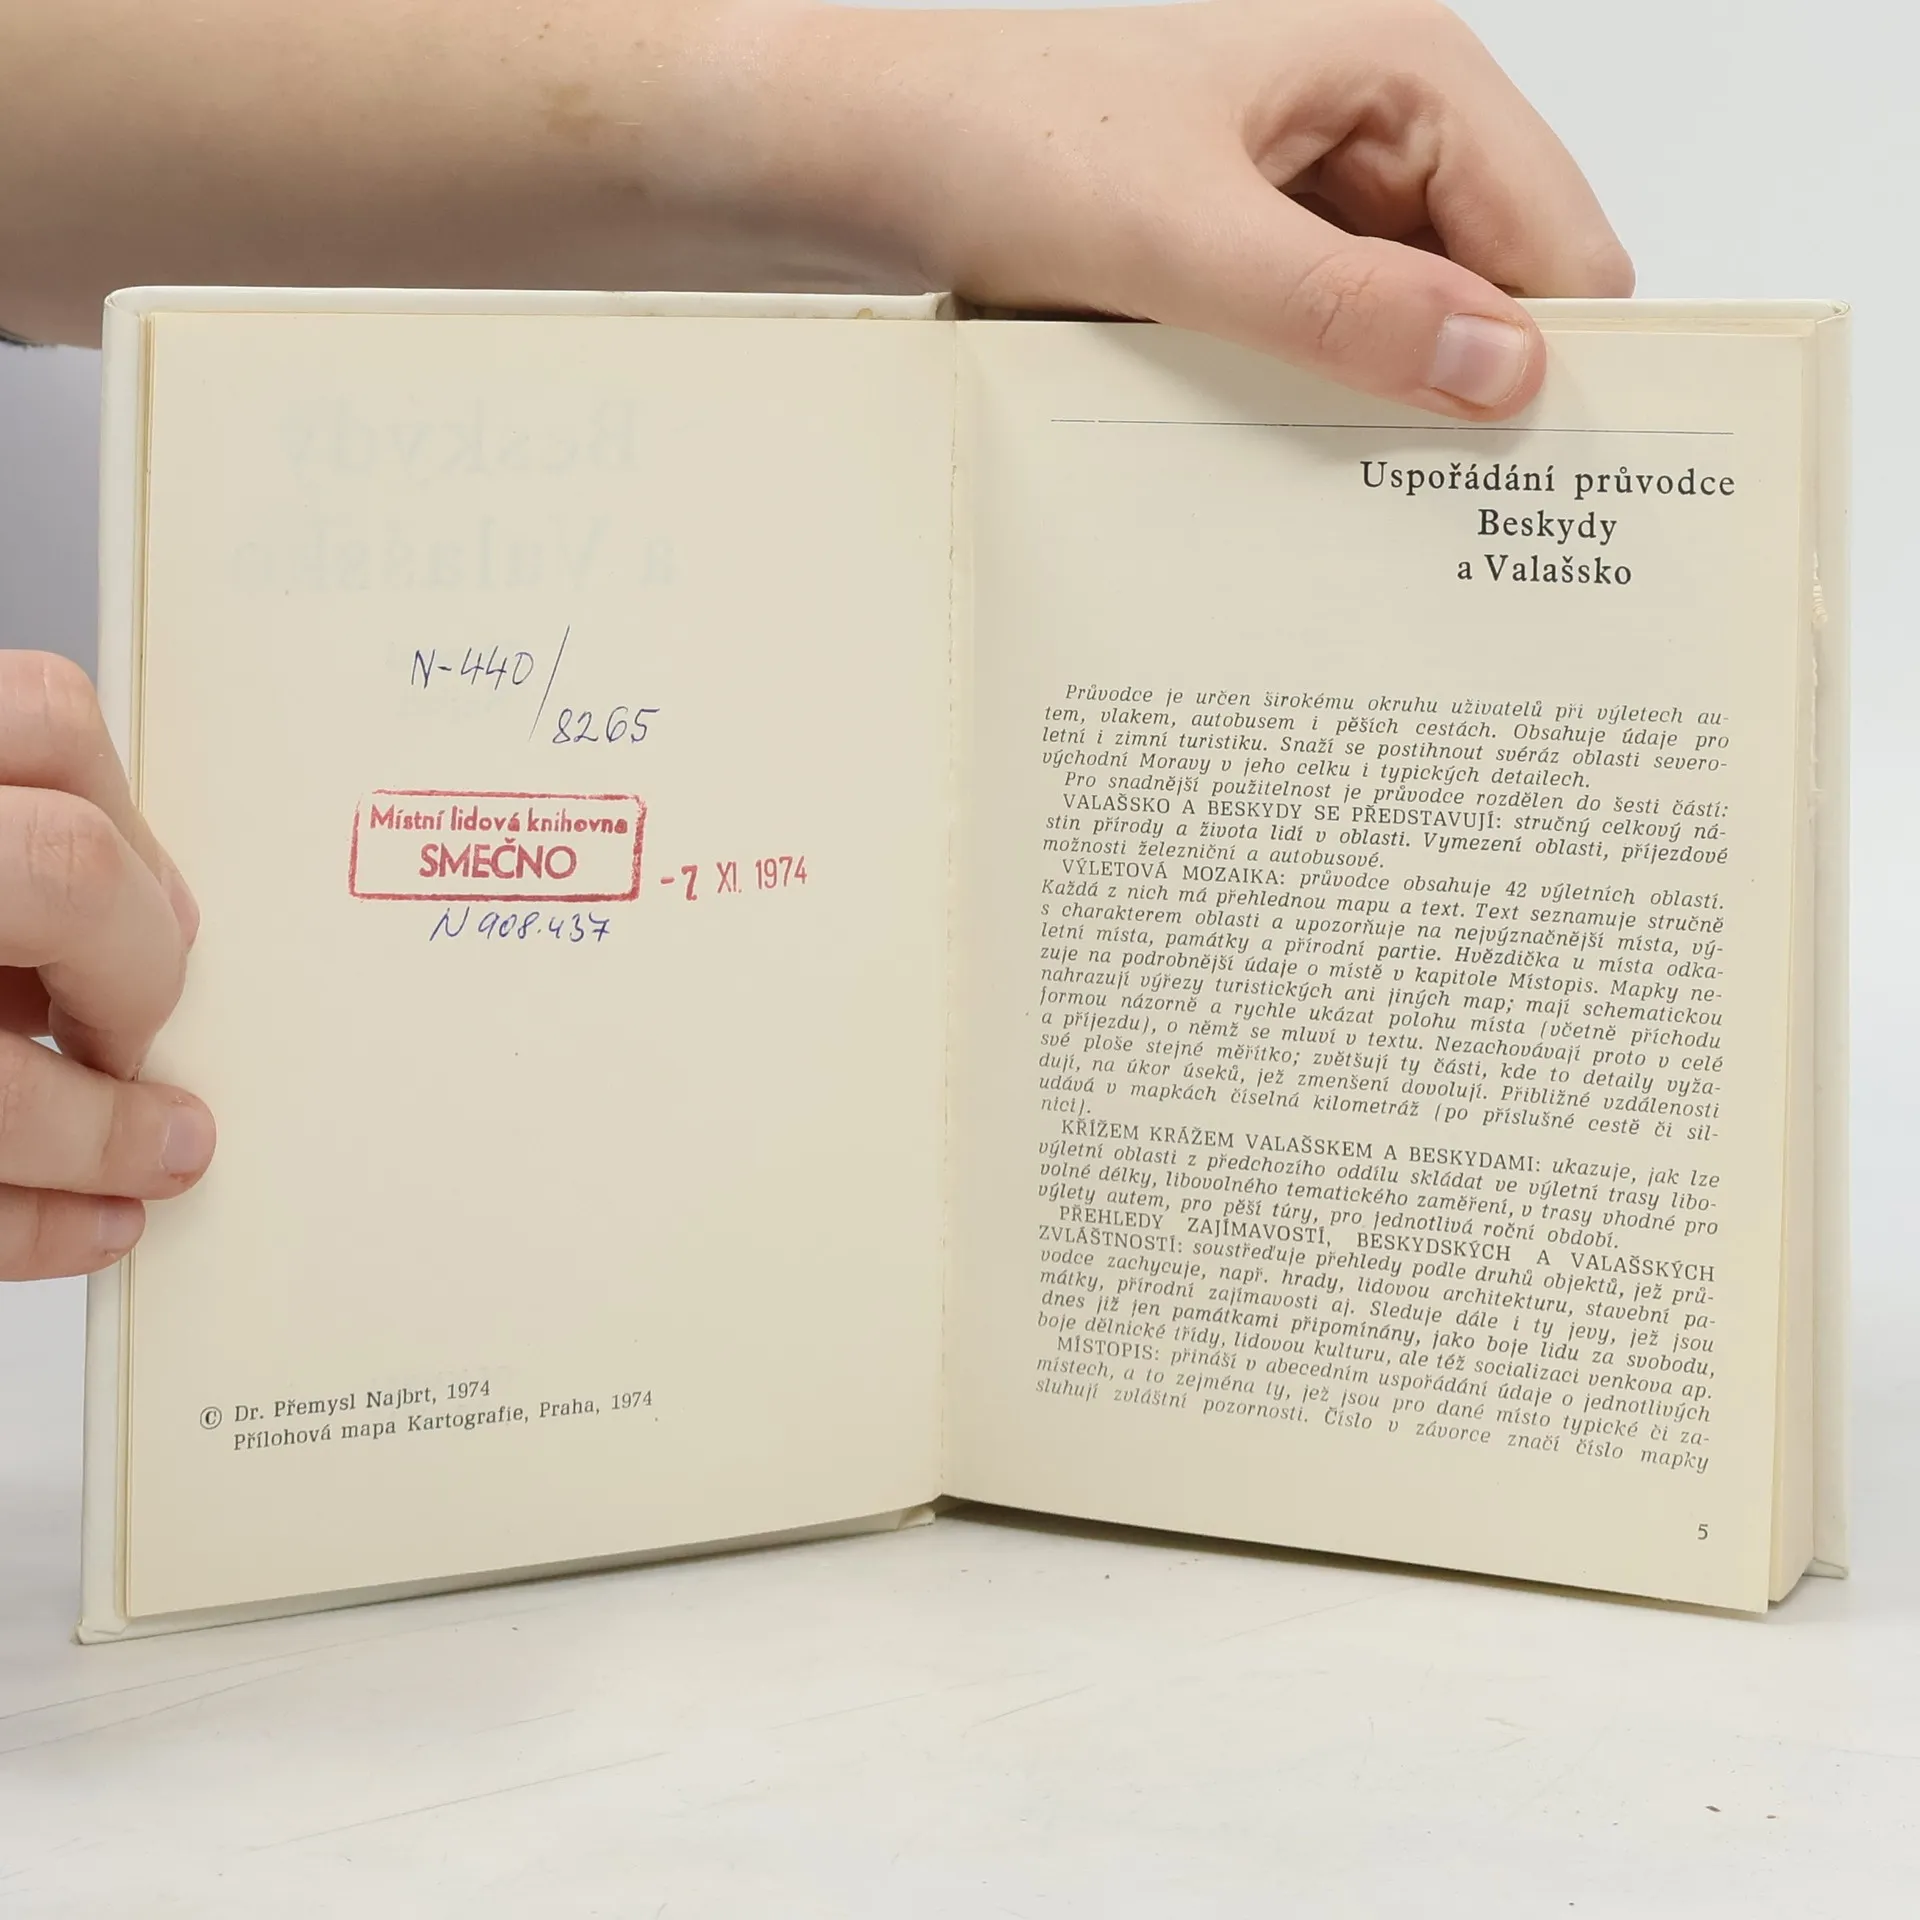 N-440/
8265
Místní lidová knihovna
SMEČNO
-7 XI. 1974
N 908.437
© Dr. Přemysl Najbrt, 1974
Přílohová mapa Kartografie, Praha, 1974
Uspořádání průvodce
Beskydy
a Valašsko
Průvodce je určen širokému okruhu uživatelů při výletech au-
tem, vlakem, autobusem i pěších cestách. Obsahuje údaje pro
letní i zimní turistiku. Snaží se postihnout svéráz oblasti severo-
východní Moravy v jeho celku i typických detailech.
Pro snadnější použitelnost je průvodce rozdělen do šesti částí:
VALAŠSKO A BESKYDY SE PŘEDSTAVUJÍ: stručný celkový ná-
stin přírody a života lidí v oblasti. Vymezení oblasti, příjezdové
možnosti železniční a autobusové.
VÝLETOVÁ MOZAIKA: průvodce obsahuje 42 výletních oblastí.
Každá z nich má přehlednou mapu a text. Text seznamuje stručně
s charakterem oblasti a upozorňuje na nejvýznačnější místa, vý-
letní místa, památky a přírodní partie. Hvězdička u místa odka-
zuje na podrobnější údaje o místě v kapitole Místopis. Mapky ne-
nahrazují výřezy turistických ani jiných map; mají schematickou
formou názorně a rychle ukázat polohu místa (včetně příchodu
a příjezdu), o němž se mluví v textu. Nezachovávají proto v celé
své ploše stejné měřítko; zvětšují ty části, kde to detaily vyža-
dují, na úkor úseků, jež zmenšení dovolují. Přibližné vzdálenosti
udává v mapkách číselná kilometráž (po příslušné cestě či sil-
nici).
KŘÍŽEM KRÁŽEM VALAŠSKEM A BESKYDAMI: ukazuje, jak lze
výletní oblasti z předchozího oddílu skládat ve výletní trasy libo-
volné délky, libovolného tematického zaměření, v trasy vhodné pro
výlety autem, pro pěší túry, pro jednotlivá roční období.
PŘEHLEDY ZAJÍMAVOSTÍ, BESKYDSKÝCH A VALAŠSKÝCH
ZVLÁŠTNOSTÍ: soustřeďuje přehledy podle druhů objektů, jež prů-
vodce zachycuje, např. hrady, lidovou architekturu, stavební pa-
mátky, přírodní zajímavosti aj. Sleduje dále i ty jevy, jež jsou
dnes již jen památkami připomínány, jako boje lidu za svobodu,
boje dělnické třídy, lidovou kulturu, ale též socializaci venkova ap.
MÍSTOPIS: přináší v abecedním uspořádání údaje o jednotlivých
místech, a to zejména ty, jež jsou pro dané místo typické či za-
sluhují zvláštní pozornosti. Číslo v závorce značí číslo mapky
5